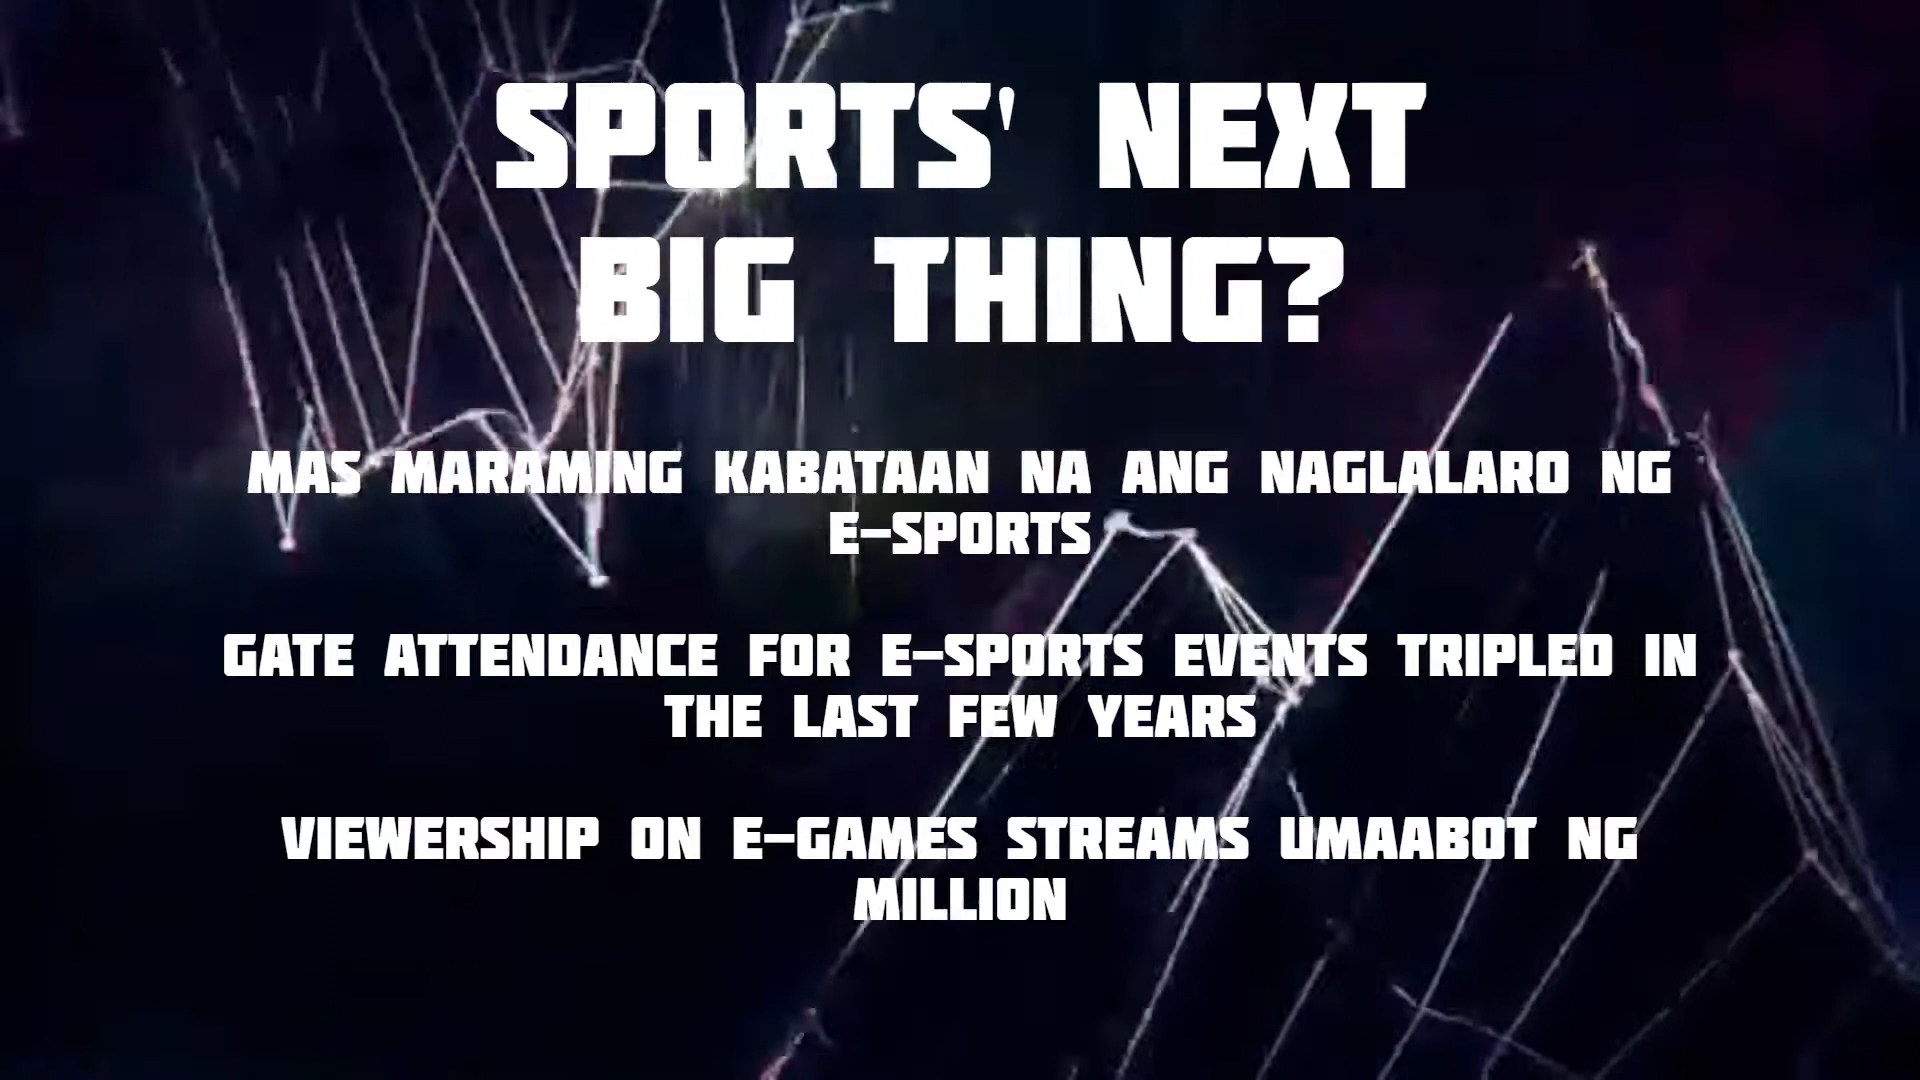 SPORTS' NEXT
BIG THING?
MAS MARAMING KABATAAN NA ANG NAGLALARO NG
E-SPORTS
GATE ATTENDANCE FOR E-SPORTS EVENTS TRIPLED IN
THE LAST FEW YEARS
VIEWERSHIP ON E-GAMES STREAMS UMAABOT NG
MILLION